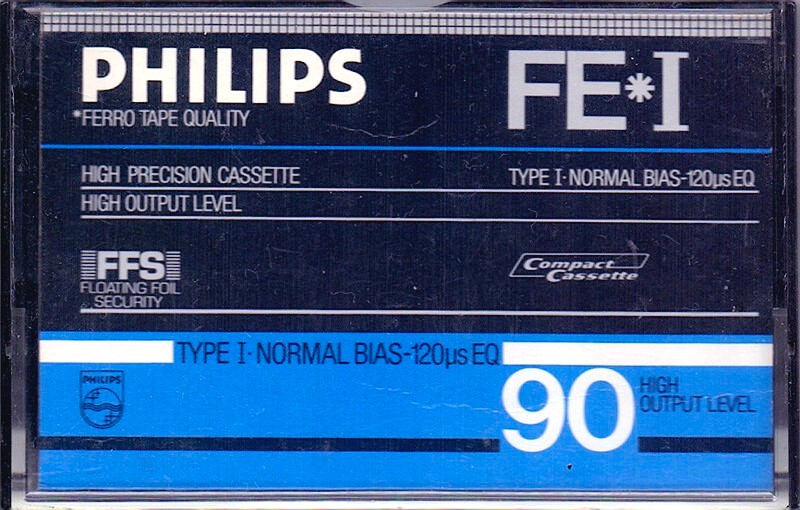 PHILIPS
FE*I
*FERRO TAPE QUALITY
HIGH PRECISION CASSETTE
TYPE I·NORMAL BIAS-120µs EQ
HIGH OUTPUT LEVEL
FFS
FLOATING FOIL
SECURITY
Compact
Cassette
TYPE I·NORMAL BIAS-120µs EQ
PHILIPS
90
HIGH
OUTPUT LEVEL